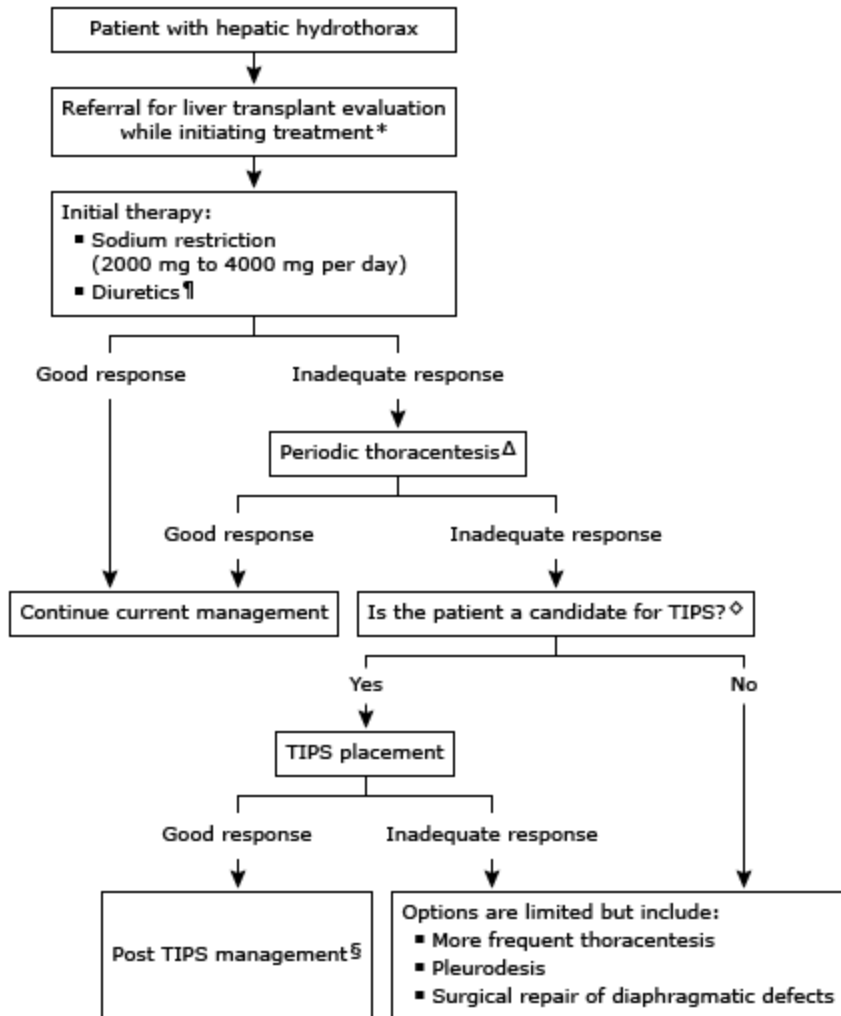 Patient with hepatic hydrothorax
Referral for liver transplant evaluation
while initiating treatment*
Initial therapy:
▪ Sodium restriction
(2000 mg to 4000 mg per day)
▪ Diuretics¶
Good response
Inadequate response
Periodic thoracentesisΔ
Good response
Inadequate response
Continue current management
Is the patient a candidate for TIPS?◇
Yes
No
TIPS placement
Good response
Inadequate response
Post TIPS management§
Options are limited but include:
▪ More frequent thoracentesis
▪ Pleurodesis
▪ Surgical repair of diaphragmatic defects